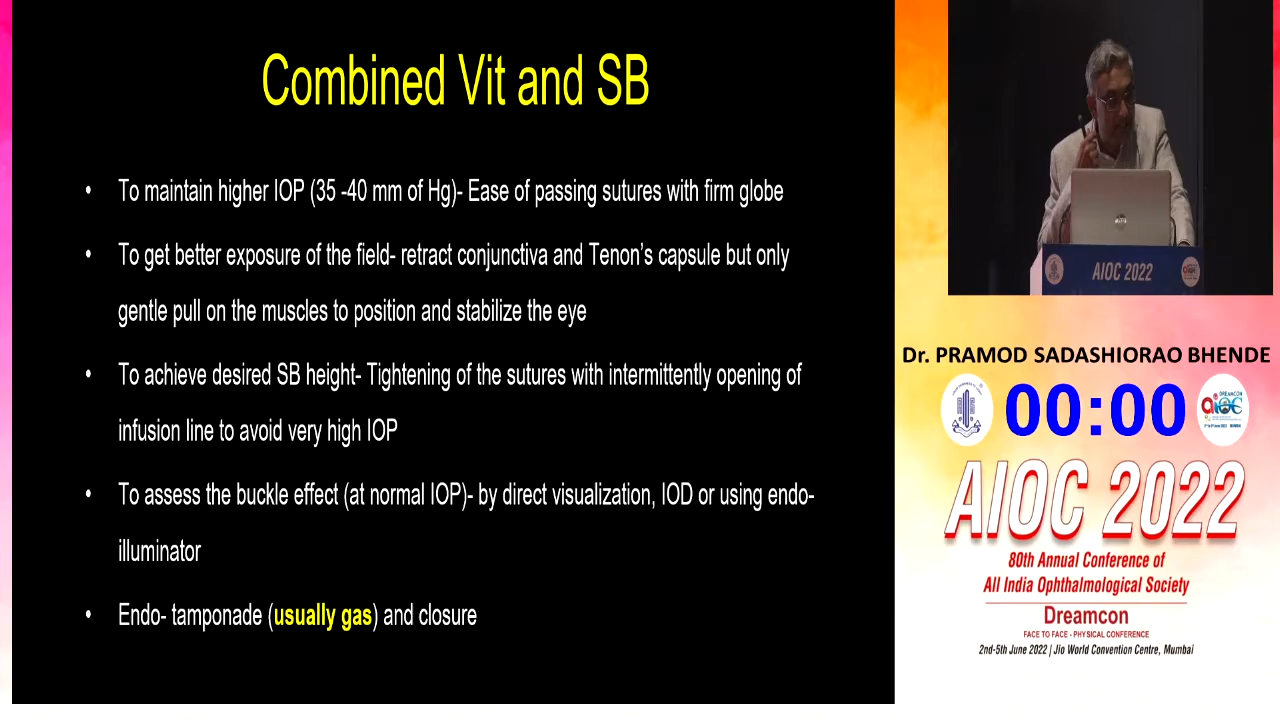 Combined Vit and SB
• To maintain higher IOP (35 -40 mm of Hg)- Ease of passing sutures with firm globe
• To get better exposure of the field- retract conjunctiva and Tenon's capsule but only
gentle pull on the muscles to position and stabilize the eye
• To achieve desired SB height- Tightening of the sutures with intermittently opening of
infusion line to avoid very high IOP
• To assess the buckle effect (at normal IOP)- by direct visualization, IOD or using endo-
illuminator
• Endo- tamponade (usually gas) and closure
AIOC 2022
Dr. PRAMOD SADASHIORAO BHENDE
00:00
DREAMCON
aioc
AIOC 2022
80th Annual Conference of
All India Ophthalmological Society
Dreamcon
FACE TO FACE - PHYSICAL CONFERENCE
2nd-5th June 2022 | Jio World Convention Centre, Mumbai